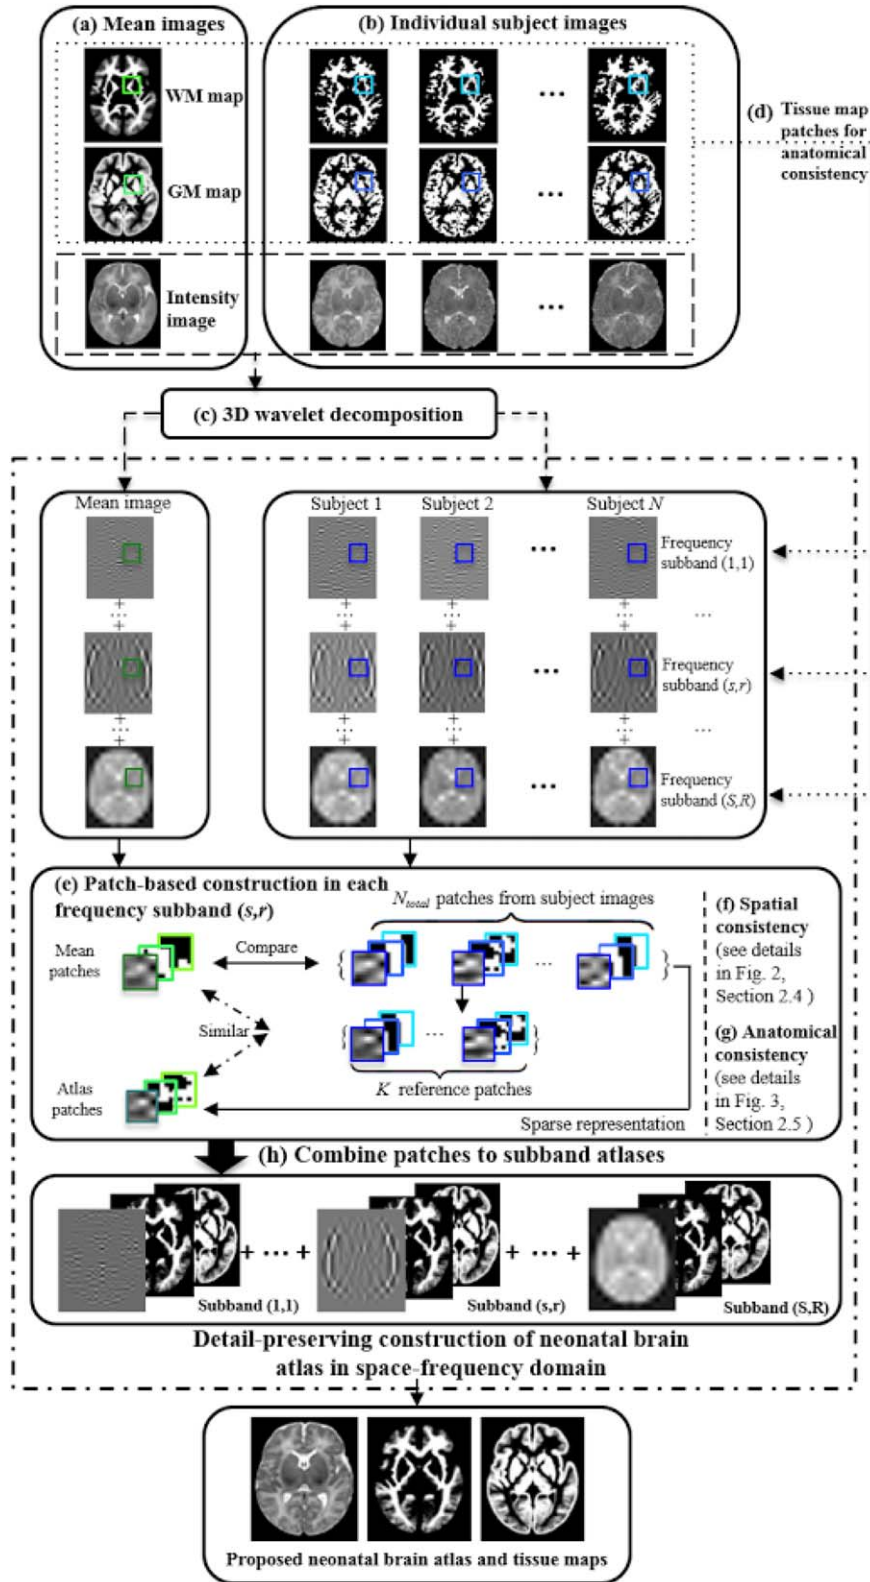 (a) Mean images
(b) Individual subject images
WM map
...
(d) Tissue map
patches for
anatomical
consistency
GM map
...
Intensity
image
...
(c) 3D wavelet decomposition
Mean image
Subject 1
Subject 2
Subject N
...
Frequency
subband (1,1)
+
...
+
+
...
+
+
...
+
+
...
+
...
...
Frequency
subband (s,r)
+
...
+
+
...
+
+
...
+
+
...
+
...
...
Frequency
subband (S,R)
(e) Patch-based construction in each
frequency subband (s,r)
N_total patches from subject images
Mean
patches
Compare
{ ... }
Similar
{ ... }
K reference patches
Atlas
patches
Sparse representation
(f) Spatial
consistency
(see details
in Fig. 2,
Section 2.4 )
(g) Anatomical
consistency
(see details
in Fig. 3,
Section 2.5 )
(h) Combine patches to subband atlases
+ ... +
+ ... +
Subband (1,1)
Subband (s,r)
Subband (S,R)
Detail-preserving construction of neonatal brain
atlas in space-frequency domain
Proposed neonatal brain atlas and tissue maps